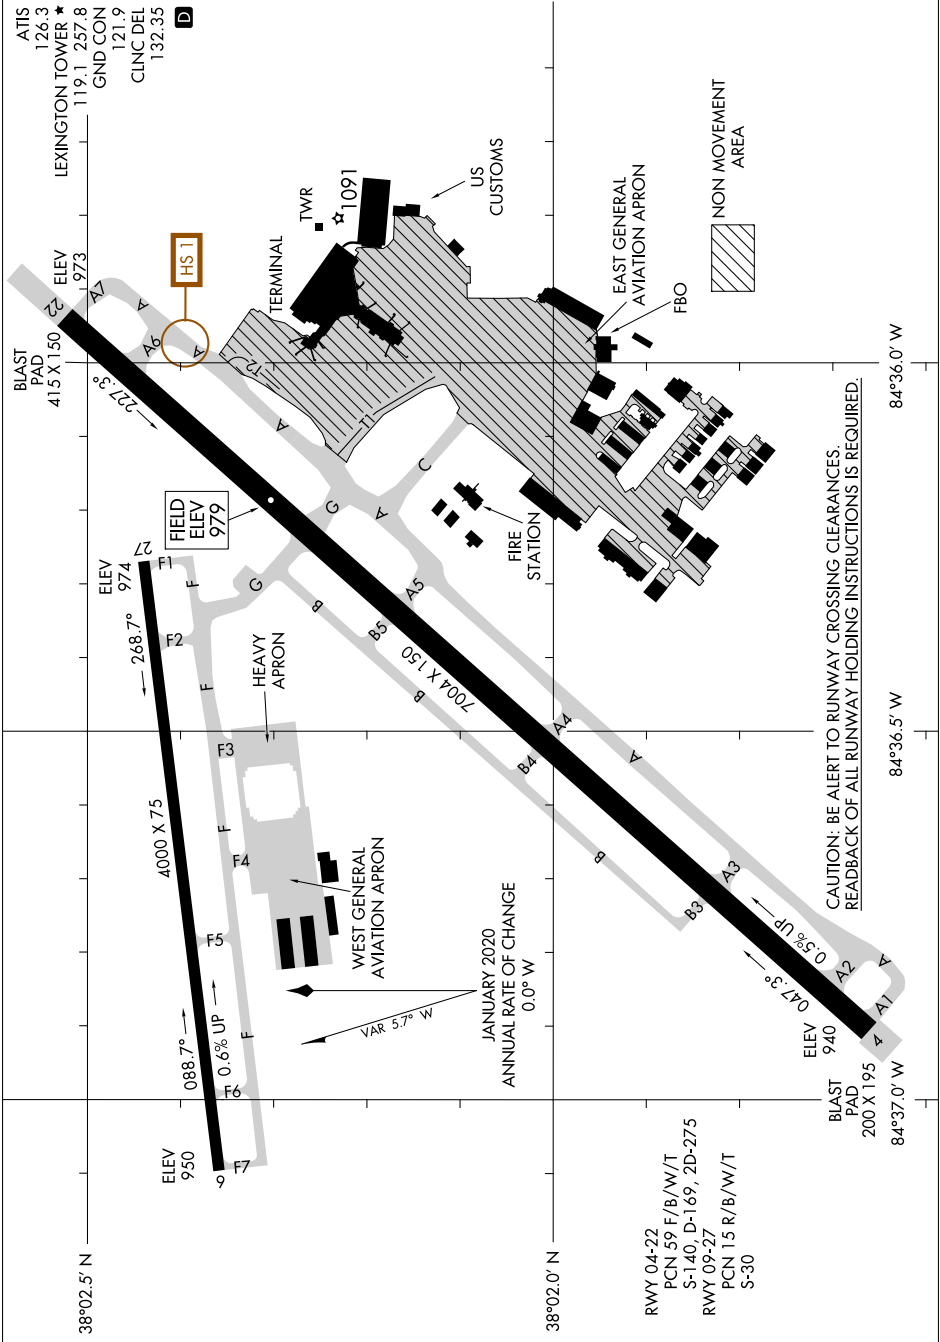 ATIS
126.3
LEXINGTON TOWER ★
119.1 257.8
GND CON
121.9
CLNC DEL
132.35
D
BLAST
PAD
415 X 150
ELEV
973
22
A7
A
A6
HS 1
A
227.3°
TERMINAL
TWR
1091
US
CUSTOMS
T2
T1
A
C
G
A
EAST GENERAL
AVIATION APRON
FBO
NON MOVEMENT
AREA
FIRE
STATION
FIELD
ELEV
979
ELEV
974
27
F1
F
G
268.7°
F2
F
HEAVY
APRON
B
B5
A5
B
7004 X 150
F3
4000 X 75
F
F4
B4
A4
A
WEST GENERAL
AVIATION APRON
B
B3
A3
F5
088.7°
0.6% UP
F
F6
F7
ELEV
950
9
JANUARY 2020
ANNUAL RATE OF CHANGE
0.0° W
VAR 5.7° W
047.3°
0.5% UP
A2
A
A1
4
ELEV
940
BLAST
PAD
200 X 195
CAUTION: BE ALERT TO RUNWAY CROSSING CLEARANCES.
READBACK OF ALL RUNWAY HOLDING INSTRUCTIONS IS REQUIRED.
84°36.0' W
84°36.5' W
84°37.0' W
38°02.5' N
38°02.0' N
RWY 04-22
PCN 59 F/B/W/T
S-140, D-169, 2D-275
RWY 09-27
PCN 15 R/B/W/T
S-30